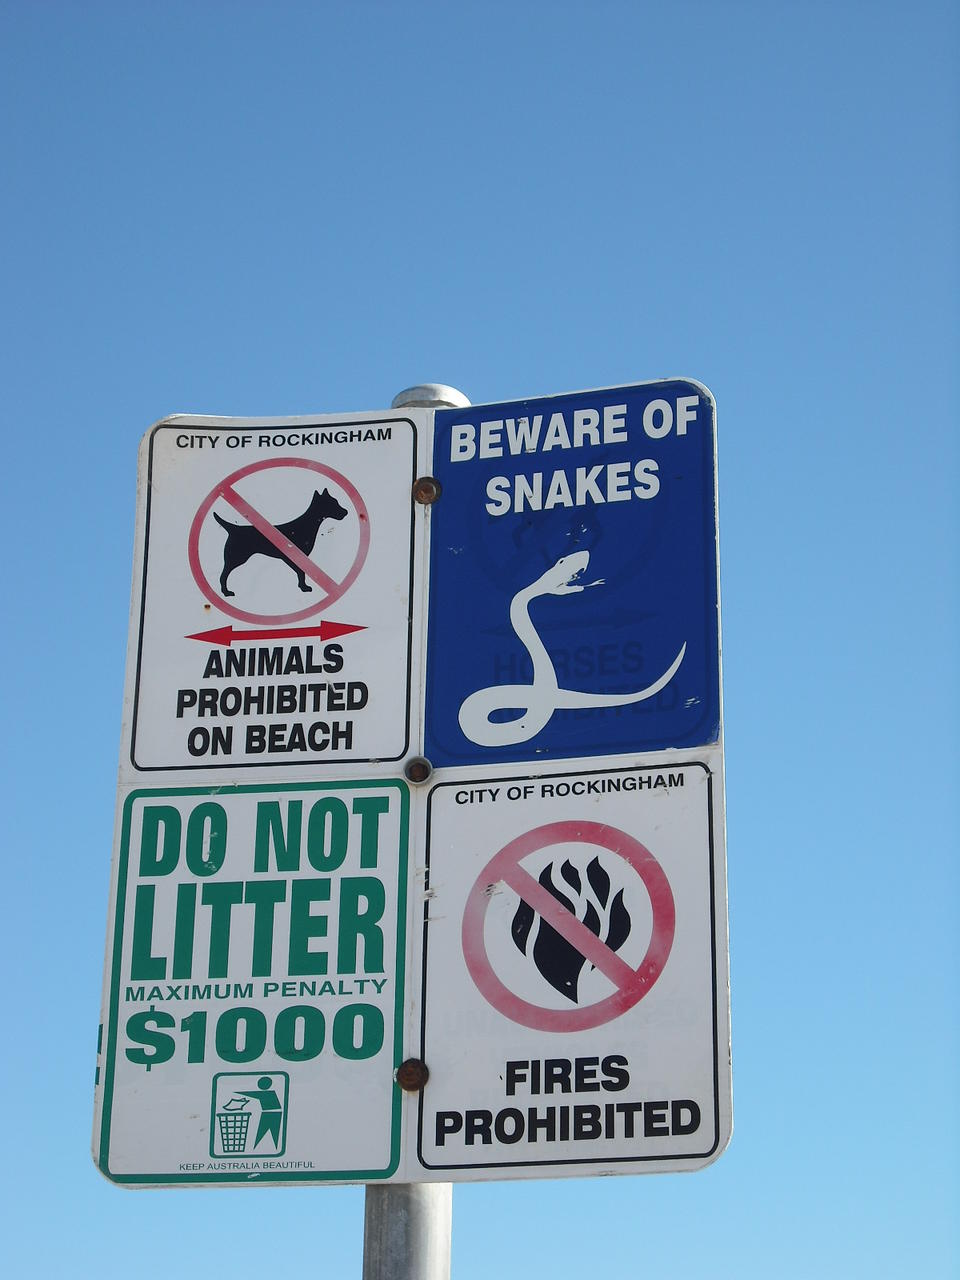 CITY OF ROCKINGHAM
ANIMALS
PROHIBITED
ON BEACH
BEWARE OF
SNAKES
HORSES
DO NOT
LITTER
MAXIMUM PENALTY
$1000
KEEP AUSTRALIA BEAUTIFUL
CITY OF ROCKINGHAM
FIRES
PROHIBITED